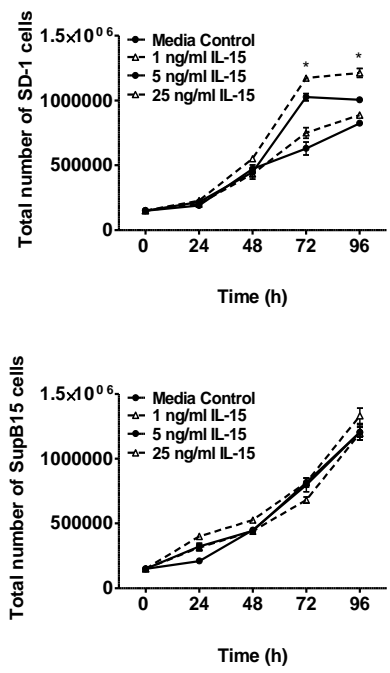 Total number of SD-1 cells
1.5×10⁰⁶
1000000
500000
0
Media Control
1 ng/ml IL-15
5 ng/ml IL-15
25 ng/ml IL-15
* *
0 24 48 72 96
Time (h)
Total number of SupB15 cells
1.5×10⁰⁶
1000000
500000
0
Media Control
1 ng/ml IL-15
5 ng/ml IL-15
25 ng/ml IL-15
0 24 48 72 96
Time (h)